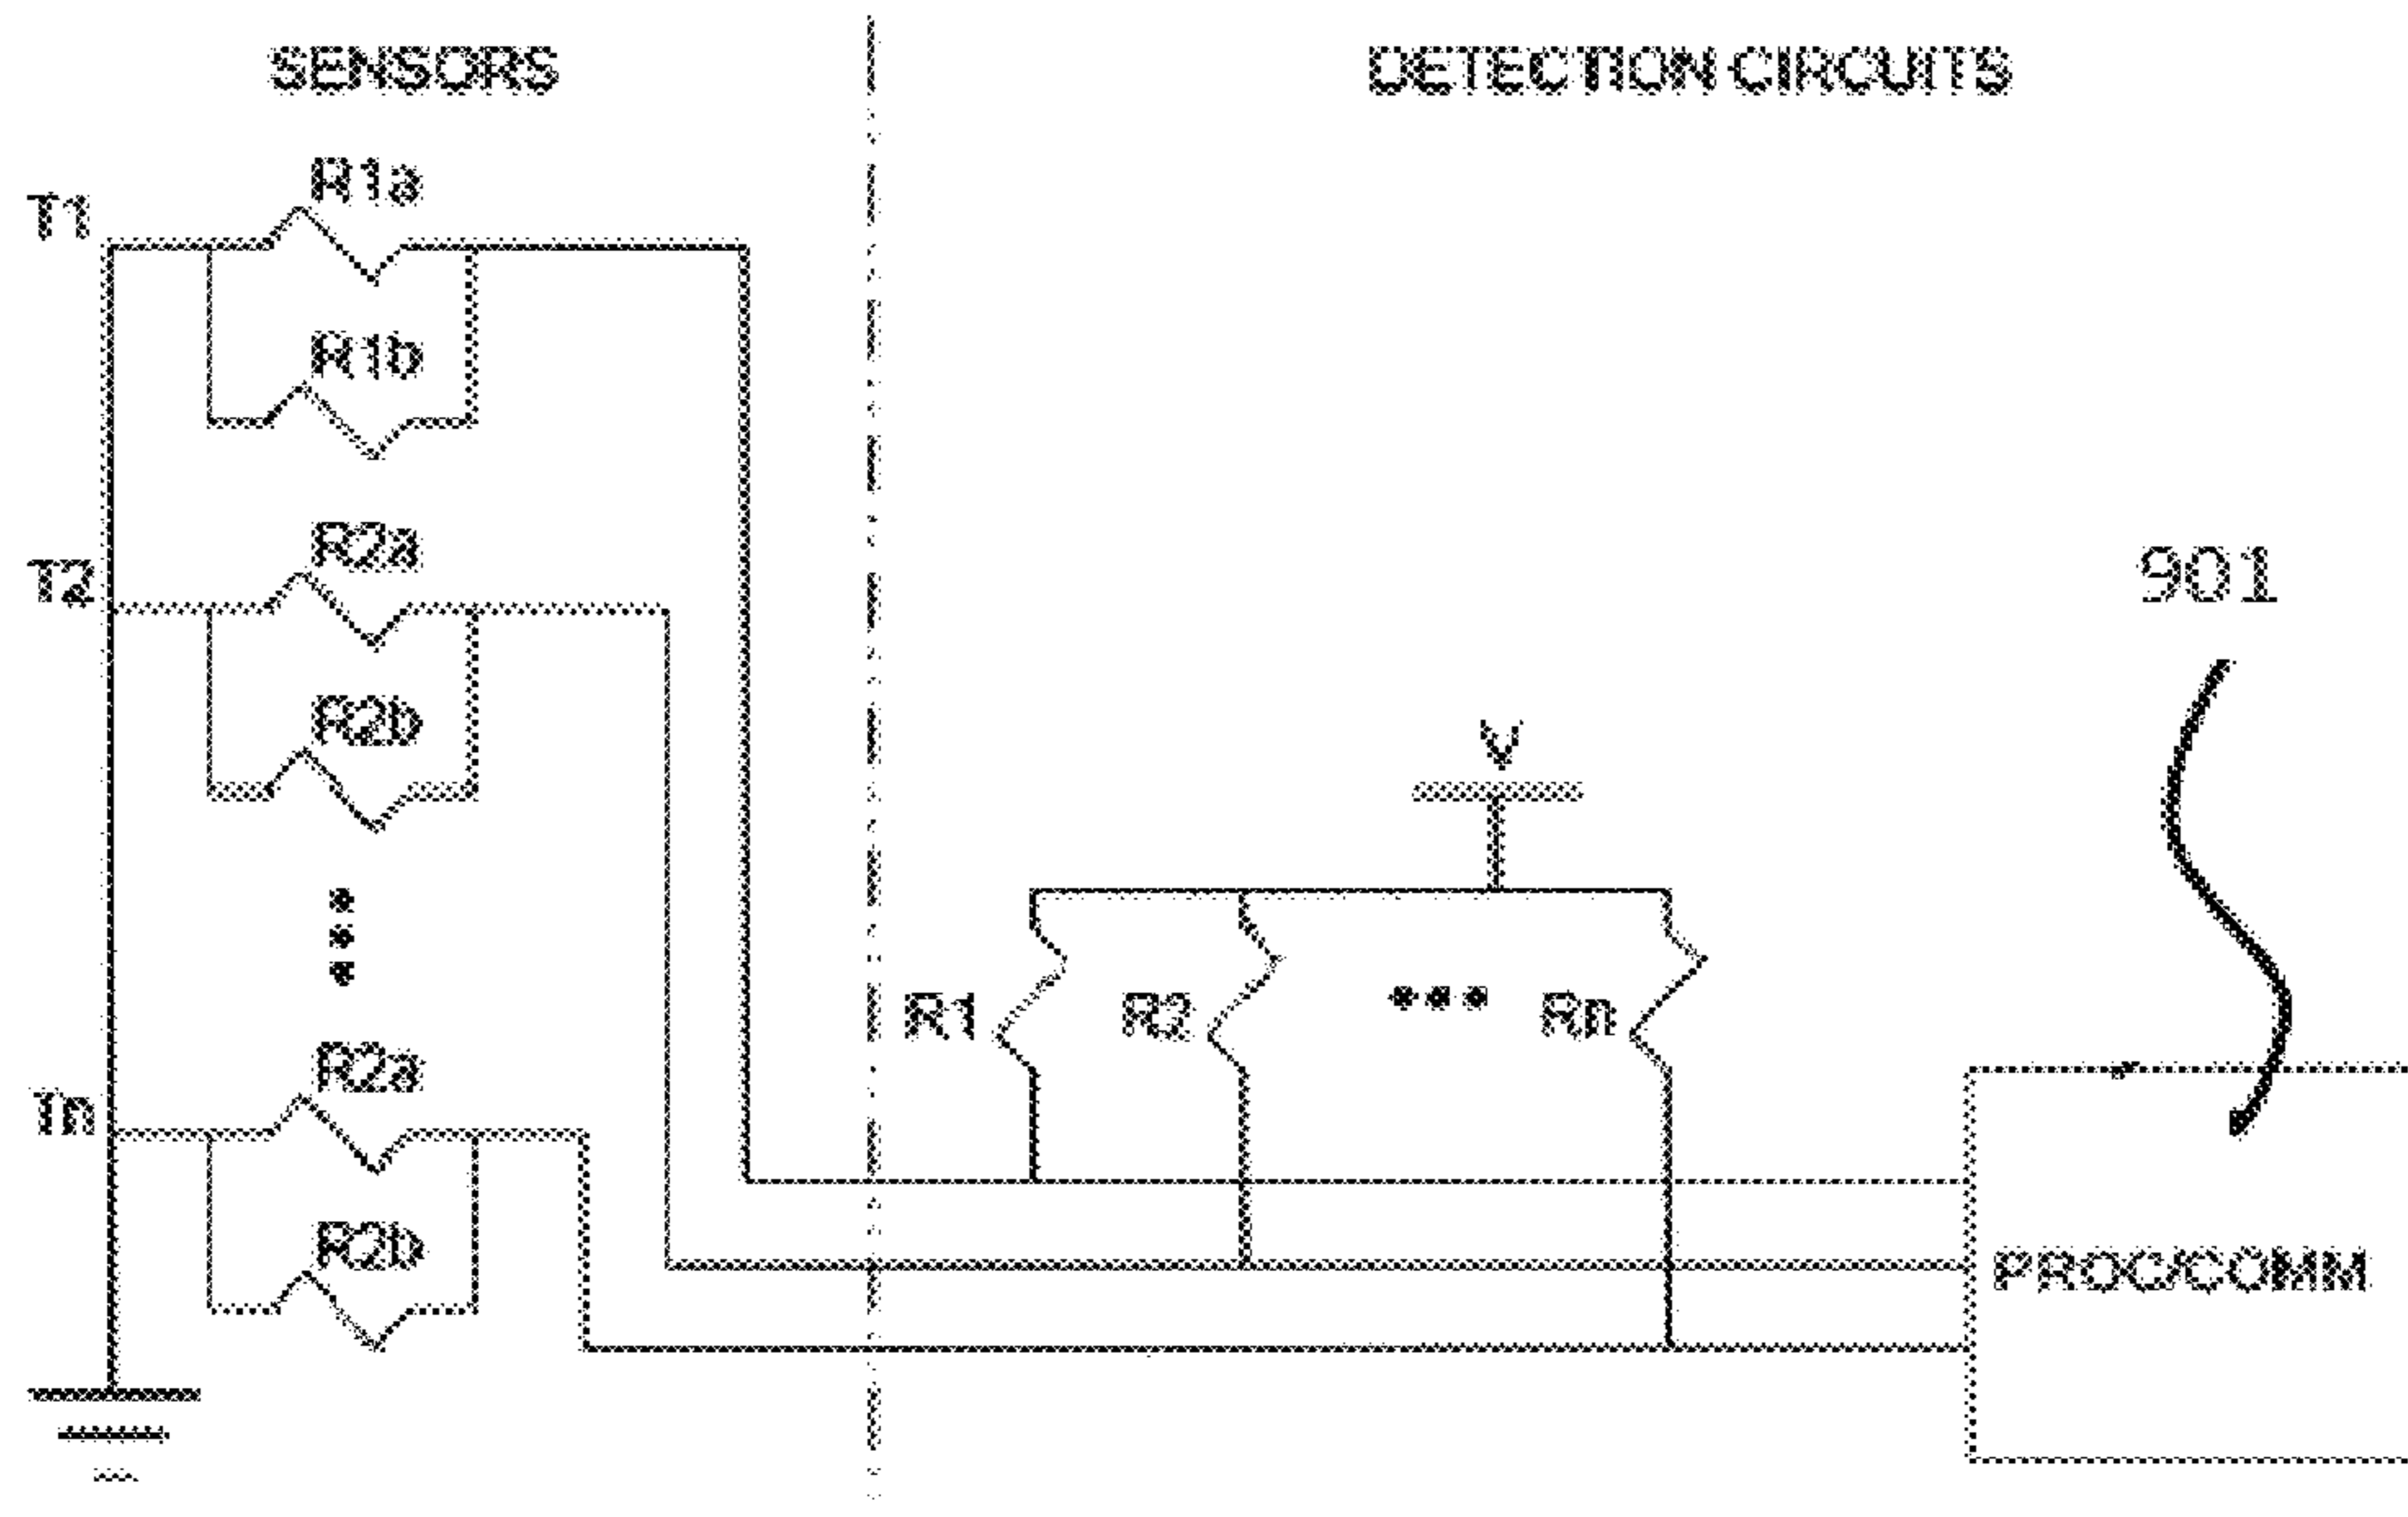 SENSORS
DETECTION CIRCUITS
T1
R1a
R1b
T2
R2a
R2b
901
V
R1
R2
Rn
Tn
R2a
R2b
PROC/COMM